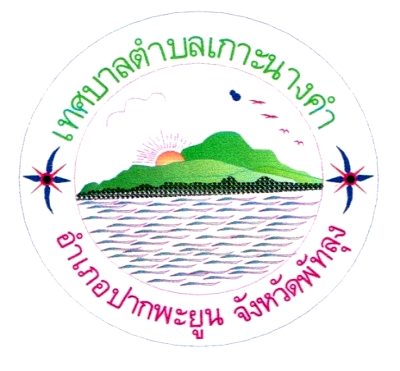 เทศบาลตำบลเกาะนางคำ
อำเภอปากพะยูน จังหวัดพัทลุง